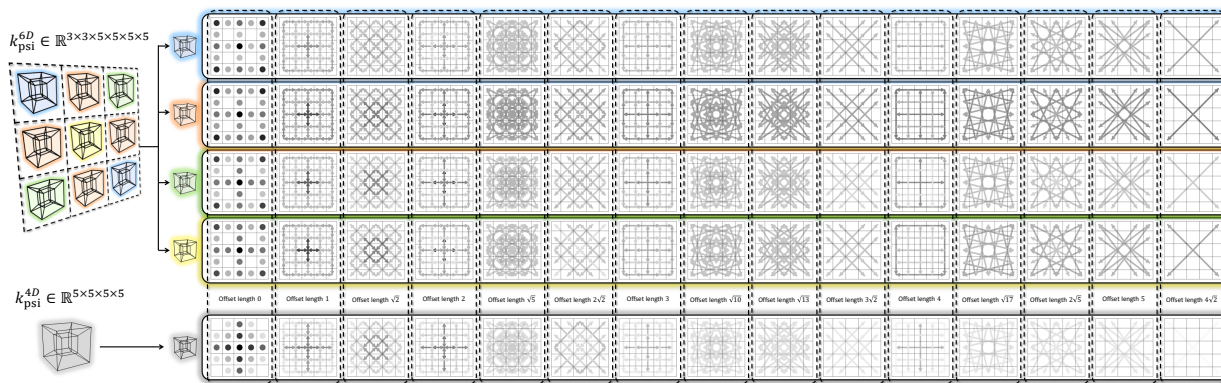 k_psi^6D ∈ ℝ^3×3×5×5×5×5
Offset length 0 Offset length 1 Offset length √2 Offset length 2 Offset length √5 Offset length 2√2 Offset length 3 Offset length √10 Offset length √13 Offset length 3√2 Offset length 4 Offset length √17 Offset length 2√5 Offset length 5 Offset length 4√2
k_psi^4D ∈ ℝ^5×5×5×5